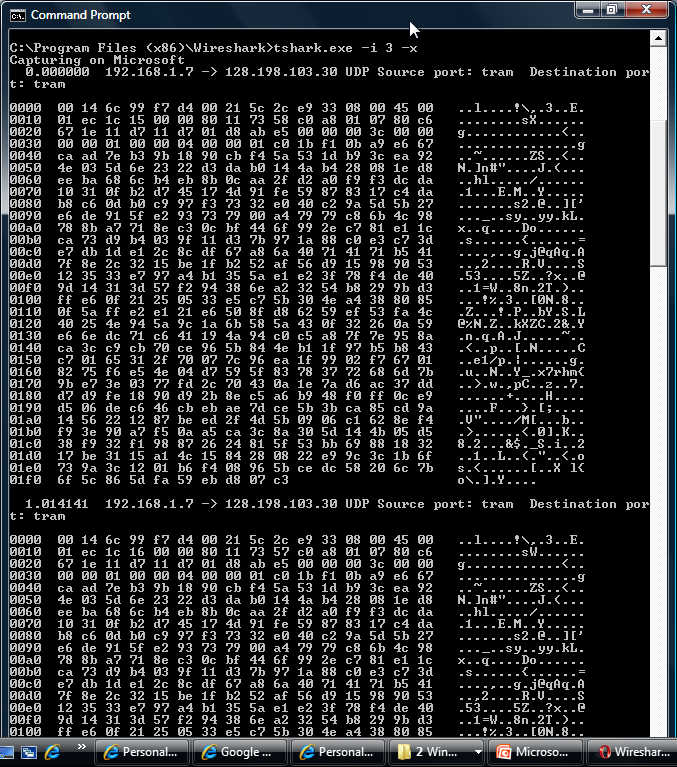 Command Prompt
C:\Program Files (x86)\Wireshark>tshark.exe -i 3 -x
Capturing on Microsoft
0.000000 192.168.1.7 -> 128.198.103.30 UDP Source port: tram Destination por
t: tram
0000 00 14 6c 99 f7 d4 00 21 5c 2c e9 33 08 00 45 00 ..l....!\,.3..E.
0010 01 ec 1c 15 00 00 80 11 73 58 c0 a8 01 07 80 c6 ........sX......
0020 67 1e 11 d7 11 d7 01 d8 ab e5 00 00 00 3c 00 00 g............<..
0030 00 00 01 00 00 04 00 00 01 c0 1b f1 0b a9 e6 67 ...............g
0040 ca ad 7e b3 9b 18 90 cb f4 5a 53 1d b9 3c ea 92 ..~......ZS..<..
0050 4e 03 5d 6e 23 22 d3 da b0 14 4a b4 28 08 1e d8 N.]n#"....J.(...
0060 ee ba 68 6c b4 eb 8b 0c aa 2f d2 a0 f9 f3 dc da ..hl...../......
0070 10 31 0f b2 d7 45 17 4d 91 fe 59 87 83 17 c4 da .1...E.M..Y.....
0080 b8 c6 0d b0 c9 97 f3 73 32 e0 40 c2 9a 5d 5b 27 .......s2.@..]['
0090 e6 de 91 5f e2 93 73 79 00 a4 79 79 c8 6b 4c 98 ..._..sy..yy.kL.
00a0 78 8b a7 71 8e c3 0c bf 44 6f 99 2e c7 81 e1 1c x..q....Do......
00b0 ca 73 d9 b4 03 9f 11 d3 7b 97 1a 88 c0 e3 c7 3d .s......{......=
00c0 e7 db 1d e1 2c 8c df 67 a8 6a 40 71 41 71 b5 41 ....,..g.j@qAq.A
00d0 7f 8e 2c 32 15 be 1f b2 52 af 56 d9 15 98 90 53 ..,2....R.V....S
00e0 12 35 33 e7 97 a4 b1 35 5a e1 e2 3f 78 f4 de 40 .53....5Z..?x..@
00f0 9d 14 31 3d 57 f2 94 38 6e a2 32 54 b8 29 9b d3 ..1=W..8n.2T.)..
0100 ff e6 0f 21 25 05 33 e5 c7 5b 30 4e a4 38 80 85 ...!%.3..[0N.8..
0110 0f 5a ff e2 e1 21 e6 50 8f d8 62 59 ef 53 fa 4c .Z...!.P..bY.S.L
0120 40 25 4e 94 5a 9c 1a 6b 58 5a 43 0f 32 26 0a 59 @%N.Z..kXZC.2&.Y
0130 e6 6e dc 71 c6 41 19 4a 94 c0 c5 a8 7f 7e 95 8a .n.q.A.J.....~..
0140 ca 3c c9 cb 70 ce 96 5b 84 4e b1 1f 97 b5 b8 43 .<..p..[.N.....C
0150 c7 01 65 31 2f 70 07 7c 96 ea 1f 99 02 f7 67 01 ..e1/p.|......g.
0160 82 75 f6 e5 4e 04 d7 59 5f 83 78 37 72 68 6d 7b .u..N..Y_.x7rhm{
0170 9b e7 3e 03 77 fd 2c 70 43 0a 1e 7a d6 ac 37 dd ..>.w.,pC..z..7.
0180 d7 d9 fe 18 90 d9 2b 8e c5 a6 b9 48 f0 ff 0c e9 ......+....H....
0190 d5 06 de c6 46 cb eb ae 7d ce 5b 3b ca 85 cd 9a ....F...}.[;....
01a0 14 56 22 12 87 be ed 2f 4d 5b 09 06 c1 62 8e f4 .V"..../M[...b..
01b0 f9 3e 90 a7 f5 0a a5 ca 3c 8a 30 5d 14 4b 05 d5 .>......<.0].K..
01c0 38 f9 32 f1 98 87 26 24 81 5f 53 bb 69 88 18 32 8.2...&$._S.i..2
01d0 17 be 31 15 a1 4c 15 84 28 08 22 e9 9c 3c 1b 6f ..1..L..(."..<.o
01e0 73 9a 3c 12 01 b6 f4 08 96 5b ce dc 58 20 6c 7b s.<......[..X l{
01f0 6f 5c 86 5d fa 59 eb d8 07 c3 o\.].Y....
1.014141 192.168.1.7 -> 128.198.103.30 UDP Source port: tram Destination por
t: tram
0000 00 14 6c 99 f7 d4 00 21 5c 2c e9 33 08 00 45 00 ..l....!\,.3..E.
0010 01 ec 1c 16 00 00 80 11 73 57 c0 a8 01 07 80 c6 ........sW......
0020 67 1e 11 d7 11 d7 01 d8 ab e5 00 00 00 3c 00 00 g............<..
0030 00 00 01 00 00 04 00 00 01 c0 1b f1 0b a9 e6 67 ...............g
0040 ca ad 7e b3 9b 18 90 cb f4 5a 53 1d b9 3c ea 92 ..~......ZS..<..
0050 4e 03 5d 6e 23 22 d3 da b0 14 4a b4 28 08 1e d8 N.]n#"....J.(...
0060 ee ba 68 6c b4 eb 8b 0c aa 2f d2 a0 f9 f3 dc da ..hl...../......
0070 10 31 0f b2 d7 45 17 4d 91 fe 59 87 83 17 c4 da .1...E.M..Y.....
0080 b8 c6 0d b0 c9 97 f3 73 32 e0 40 c2 9a 5d 5b 27 .......s2.@..]['
0090 e6 de 91 5f e2 93 73 79 00 a4 79 79 c8 6b 4c 98 ..._..sy..yy.kL.
00a0 78 8b a7 71 8e c3 0c bf 44 6f 99 2e c7 81 e1 1c x..q....Do......
00b0 ca 73 d9 b4 03 9f 11 d3 7b 97 1a 88 c0 e3 c7 3d .s......{......=
00c0 e7 db 1d e1 2c 8c df 67 a8 6a 40 71 41 71 b5 41 ....,..g.j@qAq.A
00d0 7f 8e 2c 32 15 be 1f b2 52 af 56 d9 15 98 90 53 ..,2....R.V....S
00e0 12 35 33 e7 97 a4 b1 35 5a e1 e2 3f 78 f4 de 40 .53....5Z..?x..@
00f0 9d 14 31 3d 57 f2 94 38 6e a2 32 54 b8 29 9b d3 ..1=W..8n.2T.)..
0100 ff e6 0f 21 25 05 33 e5 c7 5b 30 4e a4 38 80 85 ...!%.3..[0N.8..
» Personal... Google ... Personal... 2 Win... Microso... Wireshar...